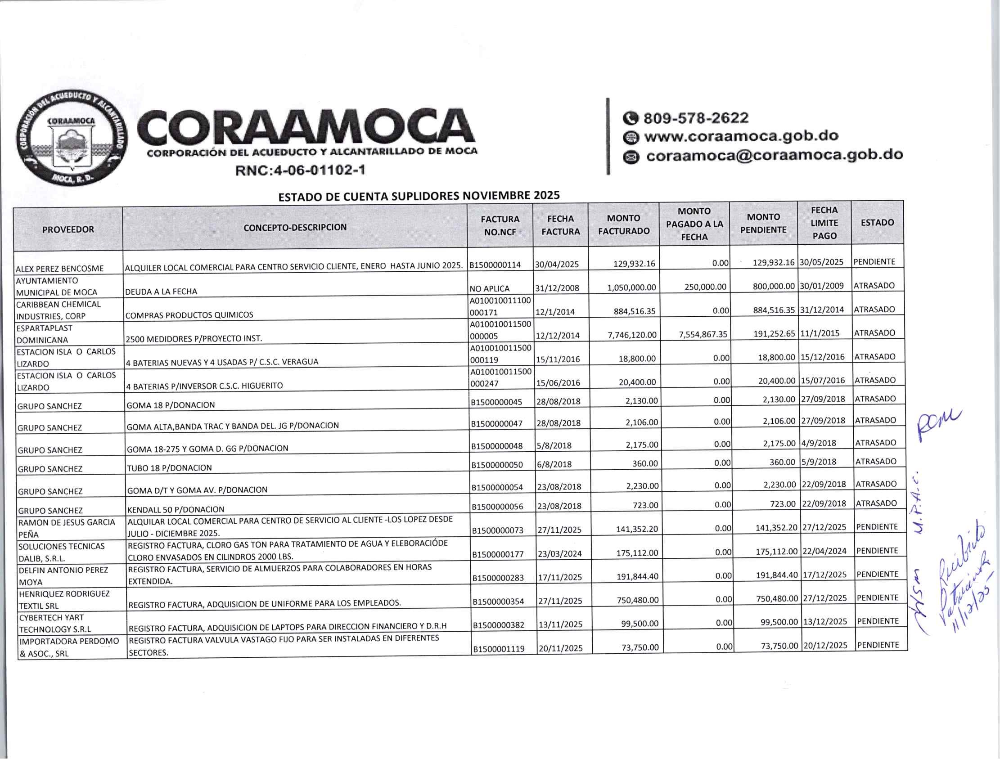 CORPORACIÓN DEL ACUEDUCTO Y ALCANTARILLADO
CORAAMOCA
MOCA, R. D.
CORAAMOCA
CORPORACIÓN DEL ACUEDUCTO Y ALCANTARILLADO DE MOCA
RNC:4-06-01102-1
809-578-2622
www.coraamoca.gob.do
coraamoca@coraamoca.gob.do
ESTADO DE CUENTA SUPLIDORES NOVIEMBRE 2025
PROVEEDOR CONCEPTO-DESCRIPCION FACTURA NO.NCF FECHA FACTURA MONTO FACTURADO MONTO PAGADO A LA FECHA MONTO PENDIENTE FECHA LIMITE PAGO ESTADO
ALEX PEREZ BENCOSME ALQUILER LOCAL COMERCIAL PARA CENTRO SERVICIO CLIENTE, ENERO HASTA JUNIO 2025. B1500000114 30/04/2025 129,932.16 0.00 129,932.16 30/05/2025 PENDIENTE
AYUNTAMIENTO MUNICIPAL DE MOCA DEUDA A LA FECHA NO APLICA 31/12/2008 1,050,000.00 250,000.00 800,000.00 30/01/2009 ATRASADO
CARIBBEAN CHEMICAL INDUSTRIES, CORP COMPRAS PRODUCTOS QUIMICOS A010010011100000171 12/1/2014 884,516.35 0.00 884,516.35 31/12/2014 ATRASADO
ESPARTAPLAST DOMINICANA 2500 MEDIDORES P/PROYECTO INST. A010010011500000005 12/12/2014 7,746,120.00 7,554,867.35 191,252.65 11/1/2015 ATRASADO
ESTACION ISLA O CARLOS LIZARDO 4 BATERIAS NUEVAS Y 4 USADAS P/ C.S.C. VERAGUA A010010011500000119 15/11/2016 18,800.00 0.00 18,800.00 15/12/2016 ATRASADO
ESTACION ISLA O CARLOS LIZARDO 4 BATERIAS P/INVERSOR C.S.C. HIGUERITO A010010011500000247 15/06/2016 20,400.00 0.00 20,400.00 15/07/2016 ATRASADO
GRUPO SANCHEZ GOMA 18 P/DONACION B1500000045 28/08/2018 2,130.00 0.00 2,130.00 27/09/2018 ATRASADO
GRUPO SANCHEZ GOMA ALTA,BANDA TRAC Y BANDA DEL. JG P/DONACION B1500000047 28/08/2018 2,106.00 0.00 2,106.00 27/09/2018 ATRASADO
GRUPO SANCHEZ GOMA 18-275 Y GOMA D. GG P/DONACION B1500000048 5/8/2018 2,175.00 0.00 2,175.00 4/9/2018 ATRASADO
GRUPO SANCHEZ TUBO 18 P/DONACION B1500000050 6/8/2018 360.00 0.00 360.00 5/9/2018 ATRASADO
GRUPO SANCHEZ GOMA D/T Y GOMA AV. P/DONACION B1500000054 23/08/2018 2,230.00 0.00 2,230.00 22/09/2018 ATRASADO
GRUPO SANCHEZ KENDALL 50 P/DONACION B1500000056 23/08/2018 723.00 0.00 723.00 22/09/2018 ATRASADO
RAMON DE JESUS GARCIA PEÑA ALQUILAR LOCAL COMERCIAL PARA CENTRO DE SERVICIO AL CLIENTE -LOS LOPEZ DESDE JULIO - DICIEMBRE 2025. B1500000073 27/11/2025 141,352.20 0.00 141,352.20 27/12/2025 PENDIENTE
SOLUCIONES TECNICAS DALIB, S.R.L. REGISTRO FACTURA, CLORO GAS TON PARA TRATAMIENTO DE AGUA Y ELEBORACIÓDE CLORO ENVASADOS EN CILINDROS 2000 LBS. B1500000177 23/03/2024 175,112.00 0.00 175,112.00 22/04/2024 PENDIENTE
DELFIN ANTONIO PEREZ MOYA REGISTRO FACTURA, SERVICIO DE ALMUERZOS PARA COLABORADORES EN HORAS EXTENDIDA. B1500000283 17/11/2025 191,844.40 0.00 191,844.40 17/12/2025 PENDIENTE
HENRIQUEZ RODRIGUEZ TEXTIL SRL REGISTRO FACTURA, ADQUISICION DE UNIFORME PARA LOS EMPLEADOS. B1500000354 27/11/2025 750,480.00 0.00 750,480.00 27/12/2025 PENDIENTE
CYBERTECH YART TECHNOLOGY S.R.L REGISTRO FACTURA, ADQUISICION DE LAPTOPS PARA DIRECCION FINANCIERO Y D.R.H B1500000382 13/11/2025 99,500.00 0.00 99,500.00 13/12/2025 PENDIENTE
IMPORTADORA PERDOMO & ASOC., SRL REGISTRO FACTURA VALVULA VASTAGO FIJO PARA SER INSTALADAS EN DIFERENTES SECTORES. B1500001119 20/11/2025 73,750.00 0.00 73,750.00 20/12/2025 PENDIENTE
M.P.A.C.
Recibido
11/12/25